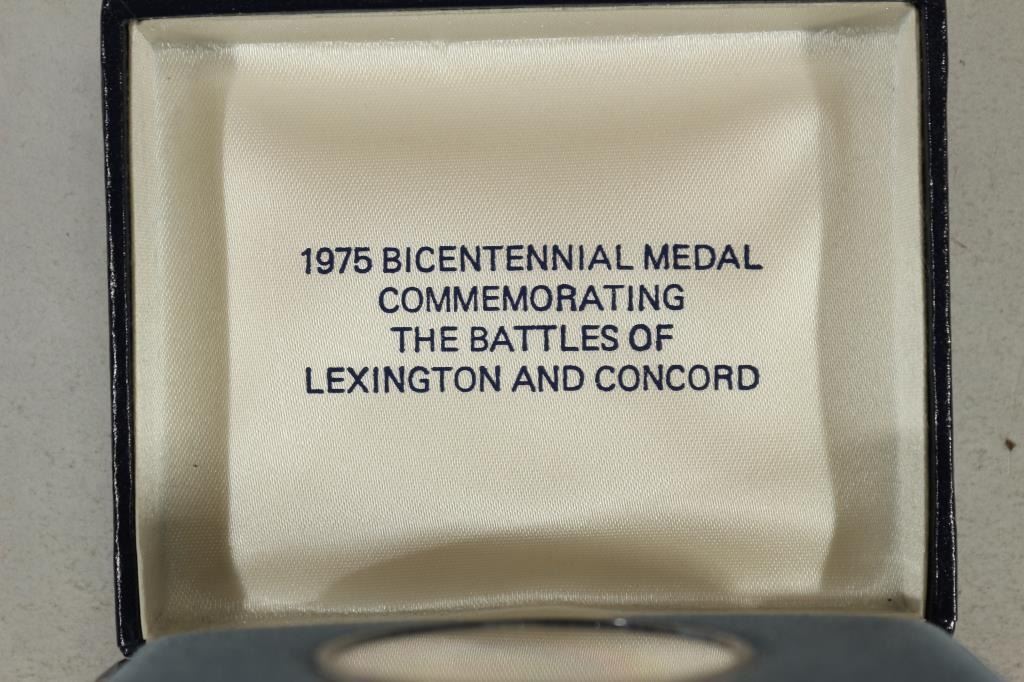 1975 BICENTENNIAL MEDAL
COMMEMORATING
THE BATTLES OF
LEXINGTON AND CONCORD